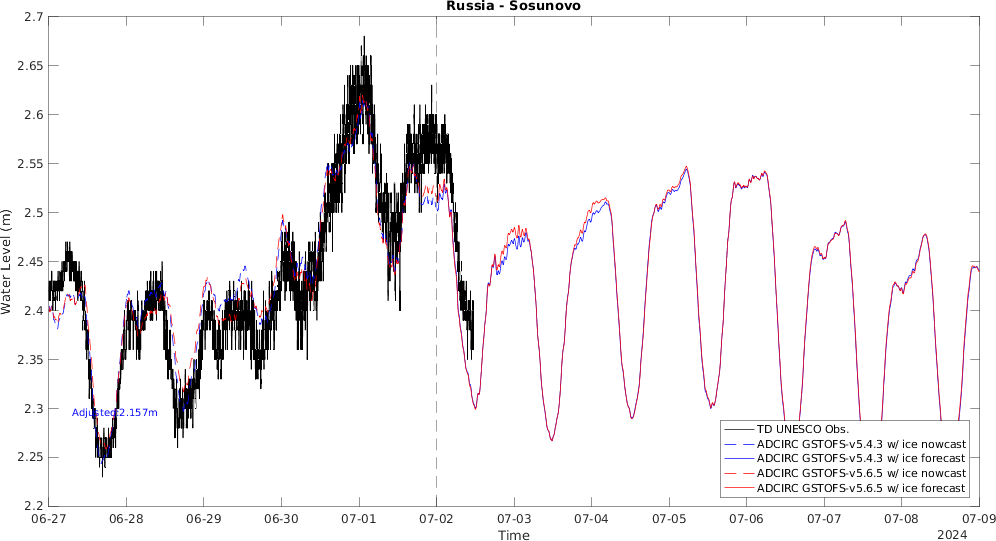 Russia - Sosunovo
2.7
2.65
2.6
2.55
2.5
2.45
2.4
2.35
2.3
2.25
2.2
Water Level (m)
Adjusted:2.157m
TD UNESCO Obs.
ADCIRC GSTOFS-v5.4.3 w/ ice nowcast
ADCIRC GSTOFS-v5.4.3 w/ ice forecast
ADCIRC GSTOFS-v5.6.5 w/ ice nowcast
ADCIRC GSTOFS-v5.6.5 w/ ice forecast
06-27 06-28 06-29 06-30 07-01 07-02 07-03 07-04 07-05 07-06 07-07 07-08 07-09
Time
2024